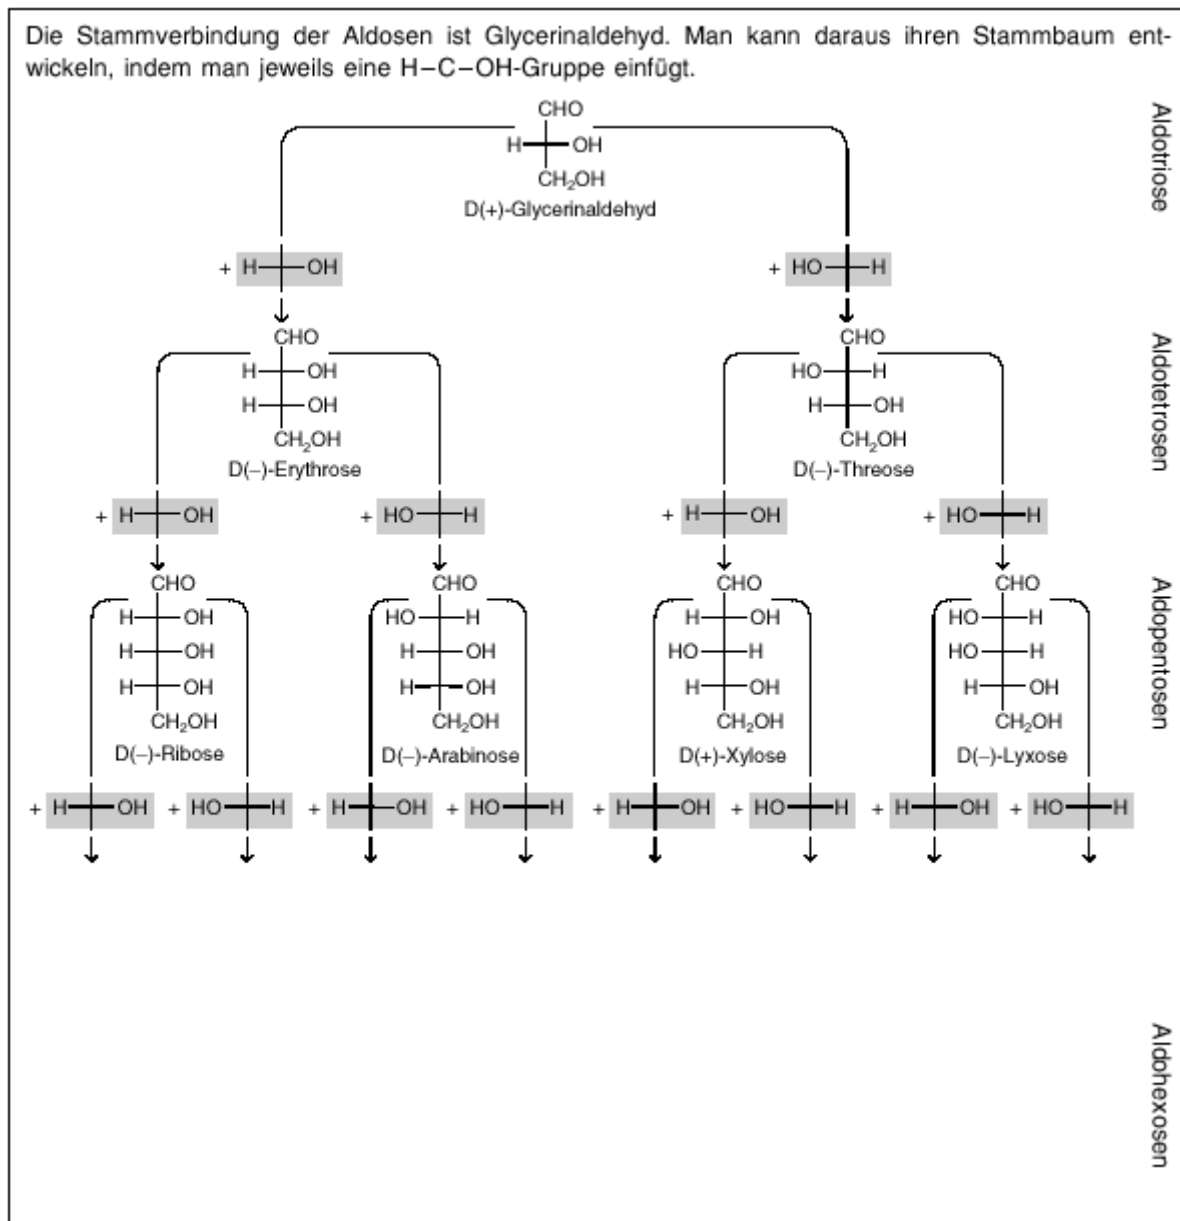 Die Stammverbindung der Aldosen ist Glycerinaldehyd. Man kann daraus ihren Stammbaum ent-
wickeln, indem man jeweils eine H–C–OH-Gruppe einfügt.
CHO
H OH
CH₂OH
D(+)-Glycerinaldehyd
Aldotriose
+ H OH
+ HO H
CHO
H OH
H OH
CH₂OH
D(–)-Erythrose
CHO
HO H
H OH
CH₂OH
D(–)-Threose
Aldotetrosen
+ H OH
+ HO H
+ H OH
+ HO H
CHO
H OH
H OH
H OH
CH₂OH
D(–)-Ribose
CHO
HO H
H OH
H OH
CH₂OH
D(–)-Arabinose
CHO
H OH
HO H
H OH
CH₂OH
D(+)-Xylose
CHO
HO H
HO H
H OH
CH₂OH
D(–)-Lyxose
Aldopentosen
+ H OH
+ HO H
+ H OH
+ HO H
+ H OH
+ HO H
+ H OH
+ HO H
Aldohexosen